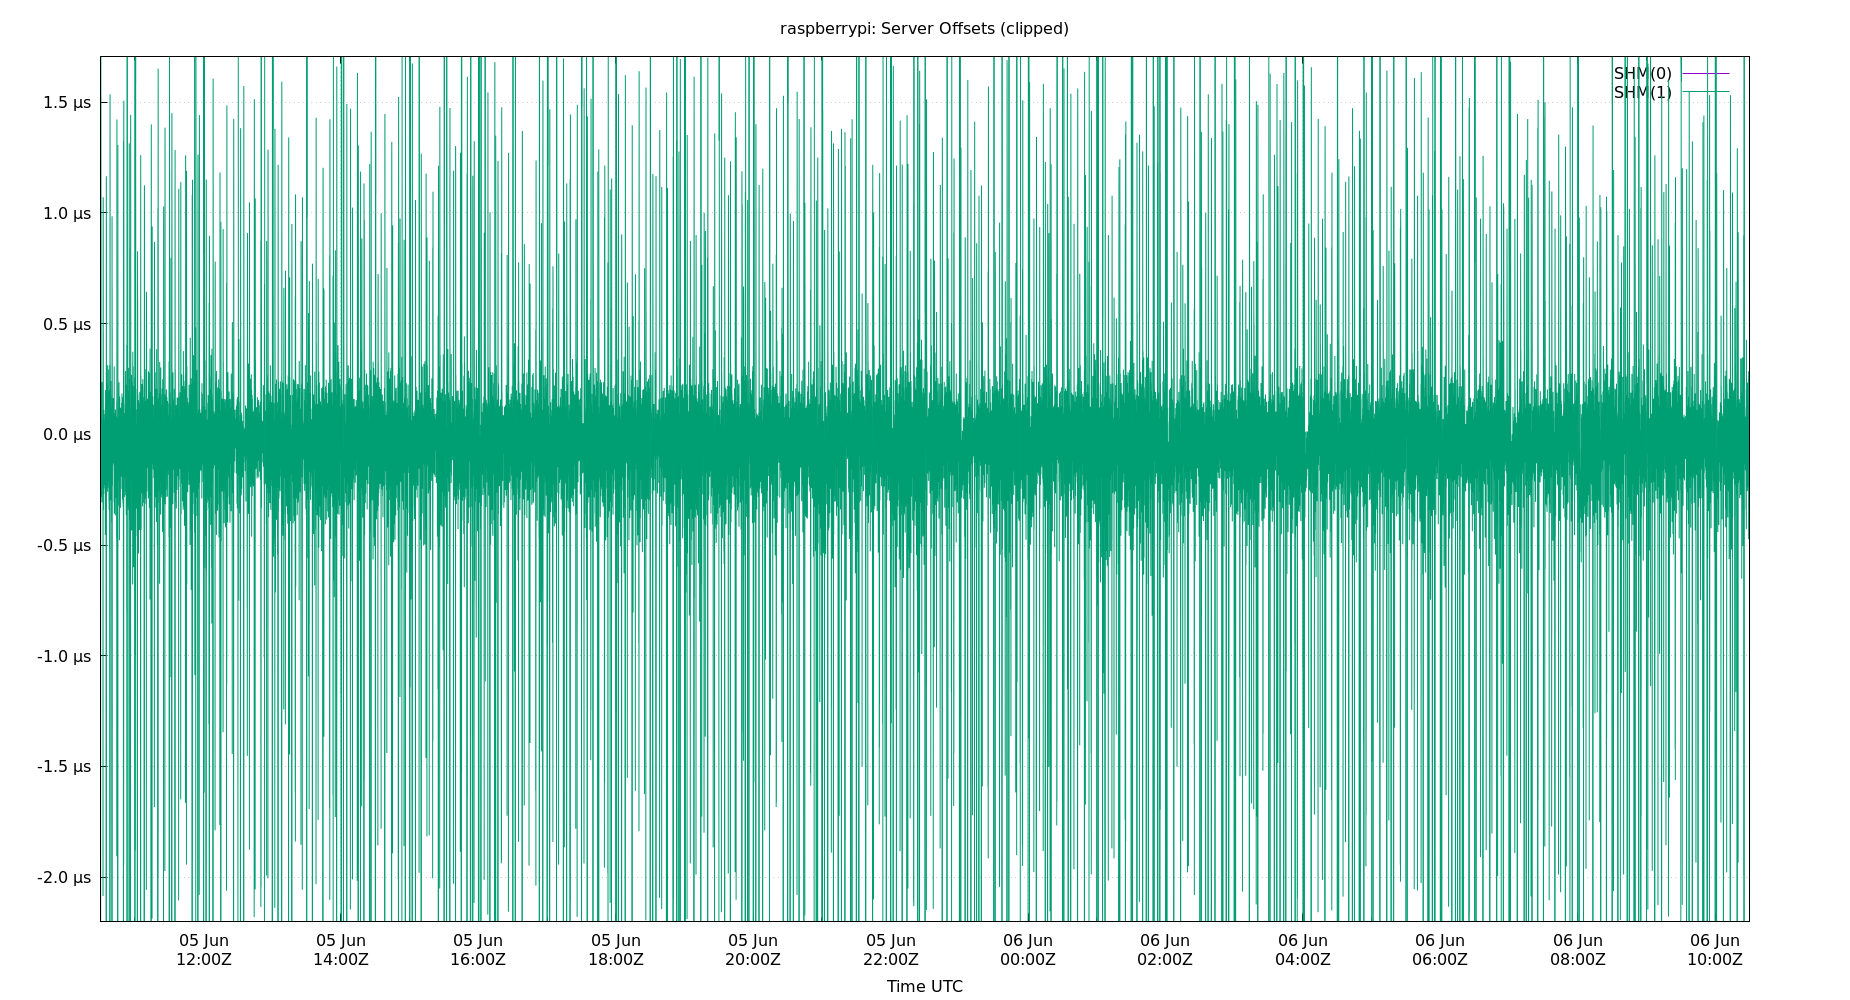 raspberrypi: Server Offsets (clipped)
SHM(0)
SHM(1)
1.5 µs
1.0 µs
0.5 µs
0.0 µs
-0.5 µs
-1.0 µs
-1.5 µs
-2.0 µs
05 Jun 05 Jun 05 Jun 05 Jun 05 Jun 05 Jun 06 Jun 06 Jun 06 Jun 06 Jun 06 Jun 06 Jun
12:00Z 14:00Z 16:00Z 18:00Z 20:00Z 22:00Z 00:00Z 02:00Z 04:00Z 06:00Z 08:00Z 10:00Z
Time UTC